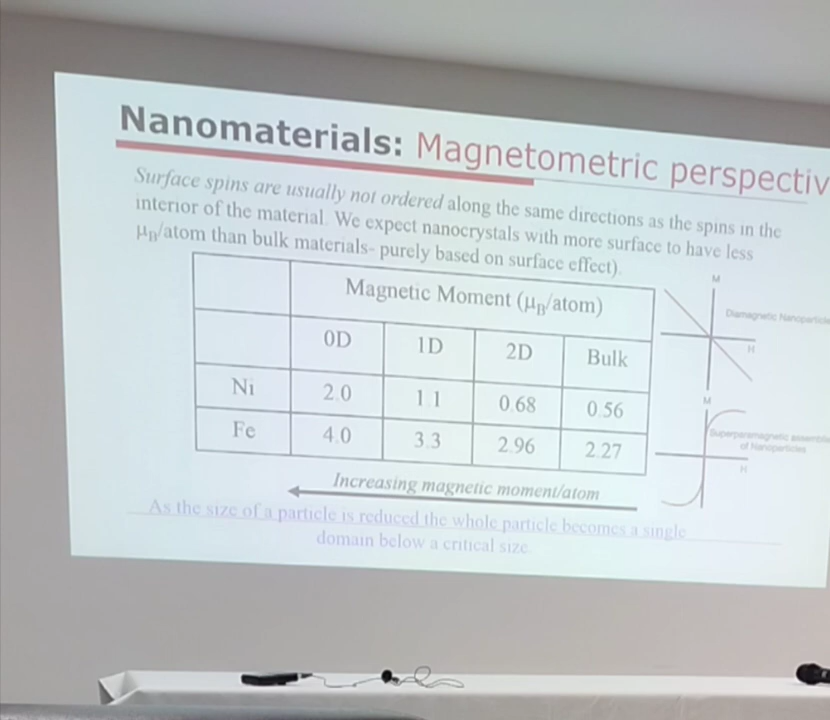 Nanomaterials: Magnetometric perspectiv
Surface spins are usually not ordered along the same directions as the spins in the
interior of the material. We expect nanocrystals with more surface to have less
μB/atom than bulk materials- purely based on surface effect).
Magnetic Moment (μB/atom)
0D 1D 2D Bulk
Ni 2.0 1.1 0.68 0.56
Fe 4.0 3.3 2.96 2.27
Increasing magnetic moment/atom
As the size of a particle is reduced the whole particle becomes a single
domain below a critical size.
M
Diamagnetic Nanoparticle
H
M
Superparamagnetic assemblie
of Nanoparticles
H